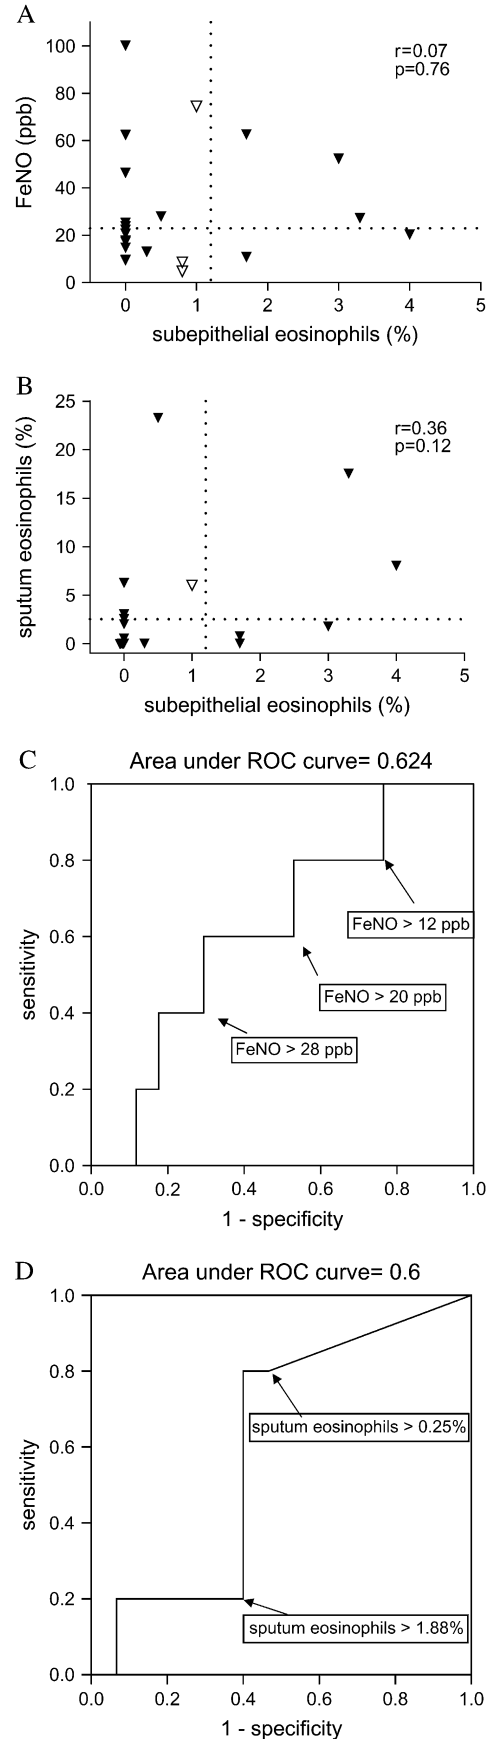 A
FeNO (ppb)
100
80
60
40
20
0
r=0.07
p=0.76
0 1 2 3 4 5
subepithelial eosinophils (%)
B
sputum eosinophils (%)
25
20
15
10
5
0
r=0.36
p=0.12
0 1 2 3 4 5
subepithelial eosinophils (%)
C
Area under ROC curve= 0.624
sensitivity
1.0
0.8
0.6
0.4
0.2
0.0
FeNO > 12 ppb
FeNO > 20 ppb
FeNO > 28 ppb
0.0 0.2 0.4 0.6 0.8 1.0
1 - specificity
D
Area under ROC curve= 0.6
sensitivity
1.0
0.8
0.6
0.4
0.2
0.0
sputum eosinophils > 0.25%
sputum eosinophils > 1.88%
0.0 0.2 0.4 0.6 0.8 1.0
1 - specificity